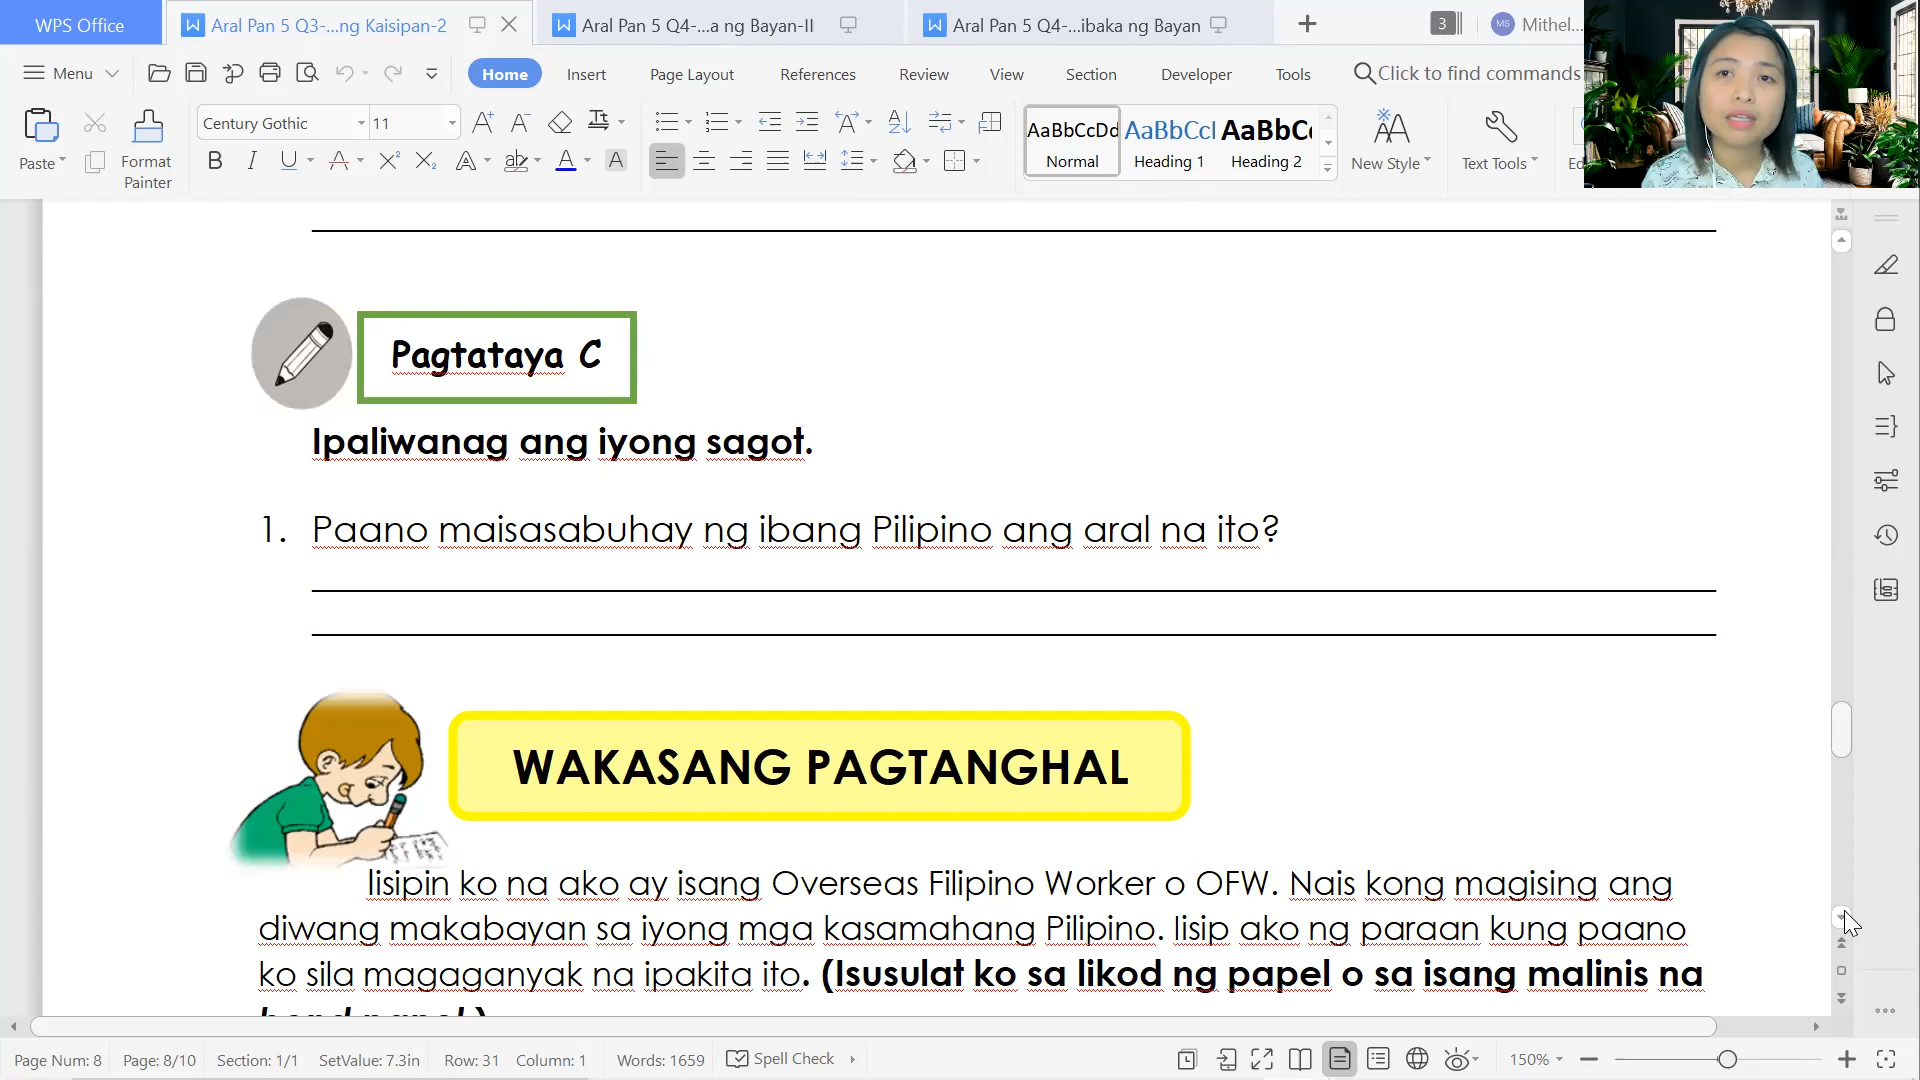 WPS Office
Aral Pan 5 Q3-...ng Kaisipan-2
Aral Pan 5 Q4-...a ng Bayan-II
Aral Pan 5 Q4-...ibaka ng Bayan
3
MS
Mithel...
Menu
Home
Insert
Page Layout
References
Review
View
Section
Developer
Tools
Click to find commands
Paste
Format
Painter
Century Gothic
11
AaBbCcDd
Normal
AaBbCcl
Heading 1
AaBbC
Heading 2
New Style
Text Tools
Pagtataya C
Ipaliwanag ang iyong sagot.
1. Paano maisasabuhay ng ibang Pilipino ang aral na ito?
WAKASANG PAGTANGHAL
Iisipin ko na ako ay isang Overseas Filipino Worker o OFW. Nais kong magising ang
diwang makabayan sa iyong mga kasamahang Pilipino. Iisip ako ng paraan kung paano
ko sila magaganyak na ipakita ito. (Isusulat ko sa likod ng papel o sa isang malinis na
Page Num: 8
Page: 8/10
Section: 1/1
SetValue: 7.3in
Row: 31
Column: 1
Words: 1659
Spell Check
150%